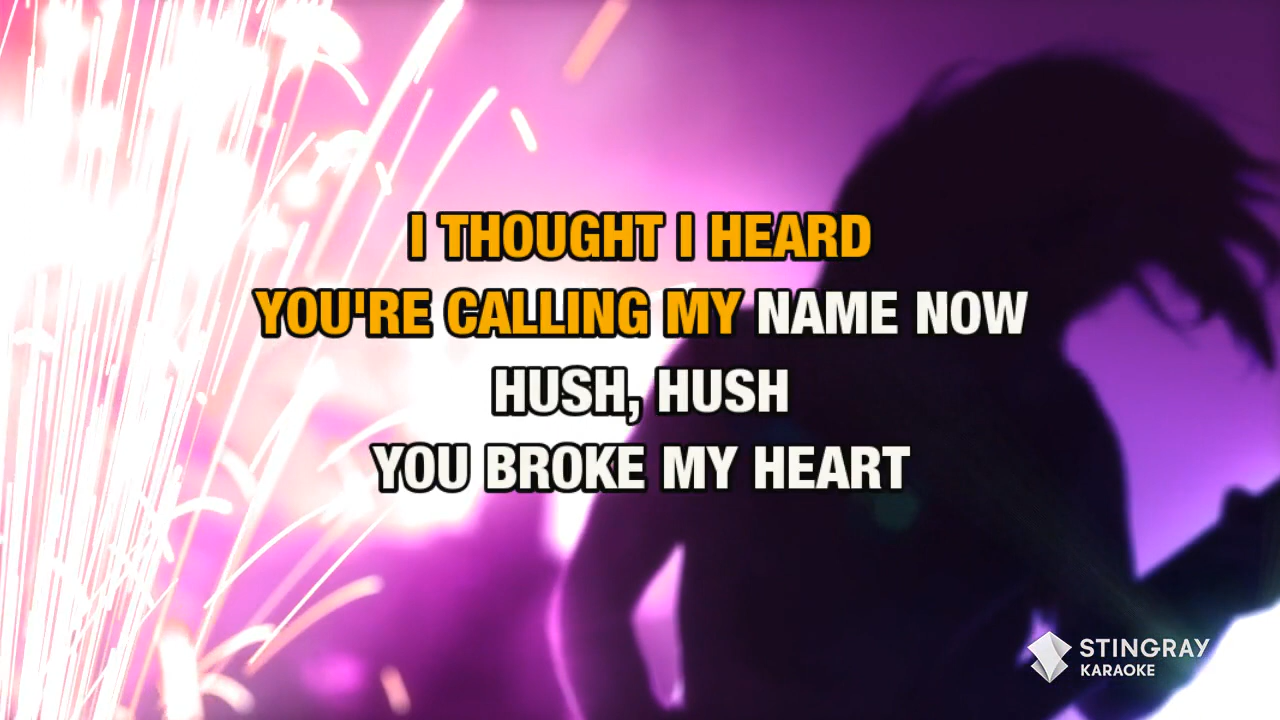 I THOUGHT I HEARD
YOU'RE CALLING MY NAME NOW
HUSH, HUSH
YOU BROKE MY HEART
STINGRAY
KARAOKE